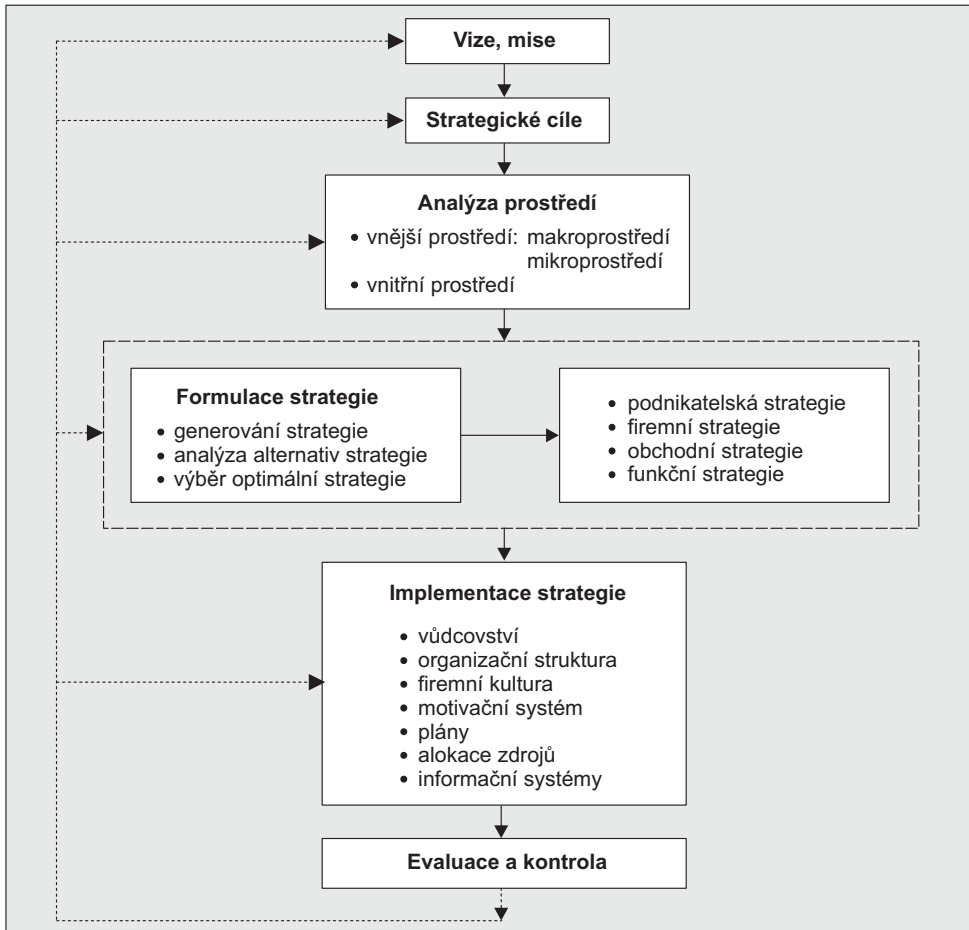 Vize, mise
Strategické cíle
Analýza prostředí
• vnější prostředí: makroprostředí
mikroprostředí
• vnitřní prostředí
Formulace strategie
• generování strategie
• analýza alternativ strategie
• výběr optimální strategie
• podnikatelská strategie
• firemní strategie
• obchodní strategie
• funkční strategie
Implementace strategie
• vůdcovství
• organizační struktura
• firemní kultura
• motivační systém
• plány
• alokace zdrojů
• informační systémy
Evaluace a kontrola